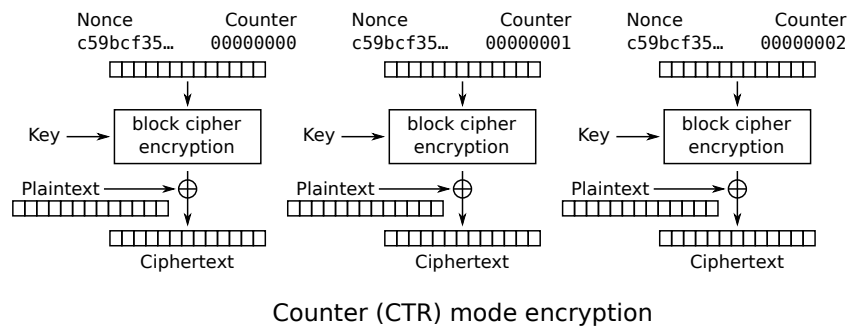 Nonce Counter Nonce Counter Nonce Counter
c59bcf35… 00000000 c59bcf35… 00000001 c59bcf35… 00000002
block cipher block cipher block cipher
Key Key Key
encryption encryption encryption
Plaintext Plaintext Plaintext
Ciphertext Ciphertext Ciphertext
Counter (CTR) mode encryption